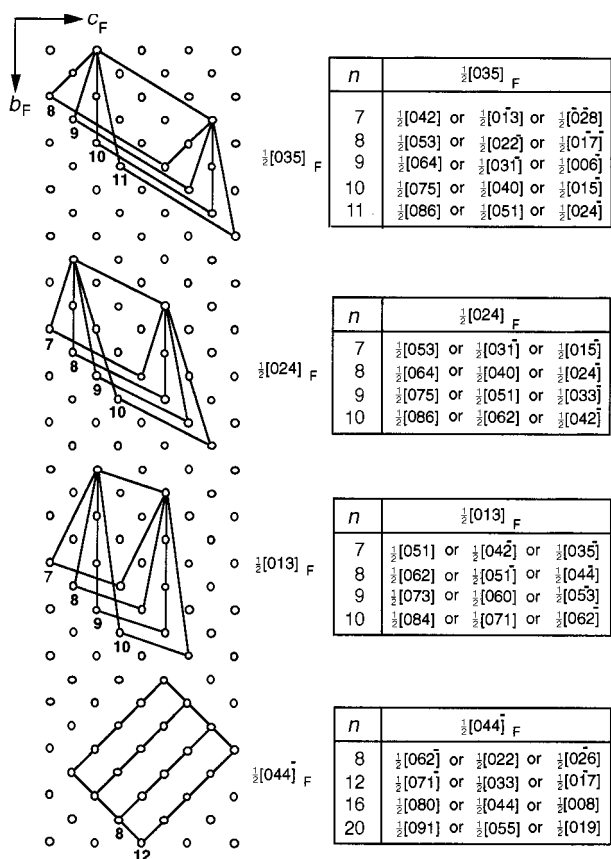 c_F
b_F
8
9
10
11
½[035]_F
n ½[035]_F
7 ½[042] or ½[013̄] or ½[02̄8̄]
8 ½[053] or ½[022̄] or ½[01̄7̄]
9 ½[064] or ½[031̄] or ½[006̄]
10 ½[075] or ½[040] or ½[015̄]
11 ½[086] or ½[051] or ½[024̄]
7
8
9
10
½[024]_F
n ½[024]_F
7 ½[053] or ½[031̄] or ½[015̄]
8 ½[064] or ½[040] or ½[024̄]
9 ½[075] or ½[051] or ½[033̄]
10 ½[086] or ½[062] or ½[042̄]
7
8
9
10
½[013]_F
n ½[013]_F
7 ½[051] or ½[042̄] or ½[035̄]
8 ½[062] or ½[051̄] or ½[044̄]
9 ½[073] or ½[060] or ½[053̄]
10 ½[084] or ½[071] or ½[062̄]
8
12
½[044̄]_F
n ½[044̄]_F
8 ½[062̄] or ½[022] or ½[02̄6]
12 ½[071̄] or ½[033] or ½[01̄7]
16 ½[080] or ½[044] or ½[008]
20 ½[091] or ½[055] or ½[019]